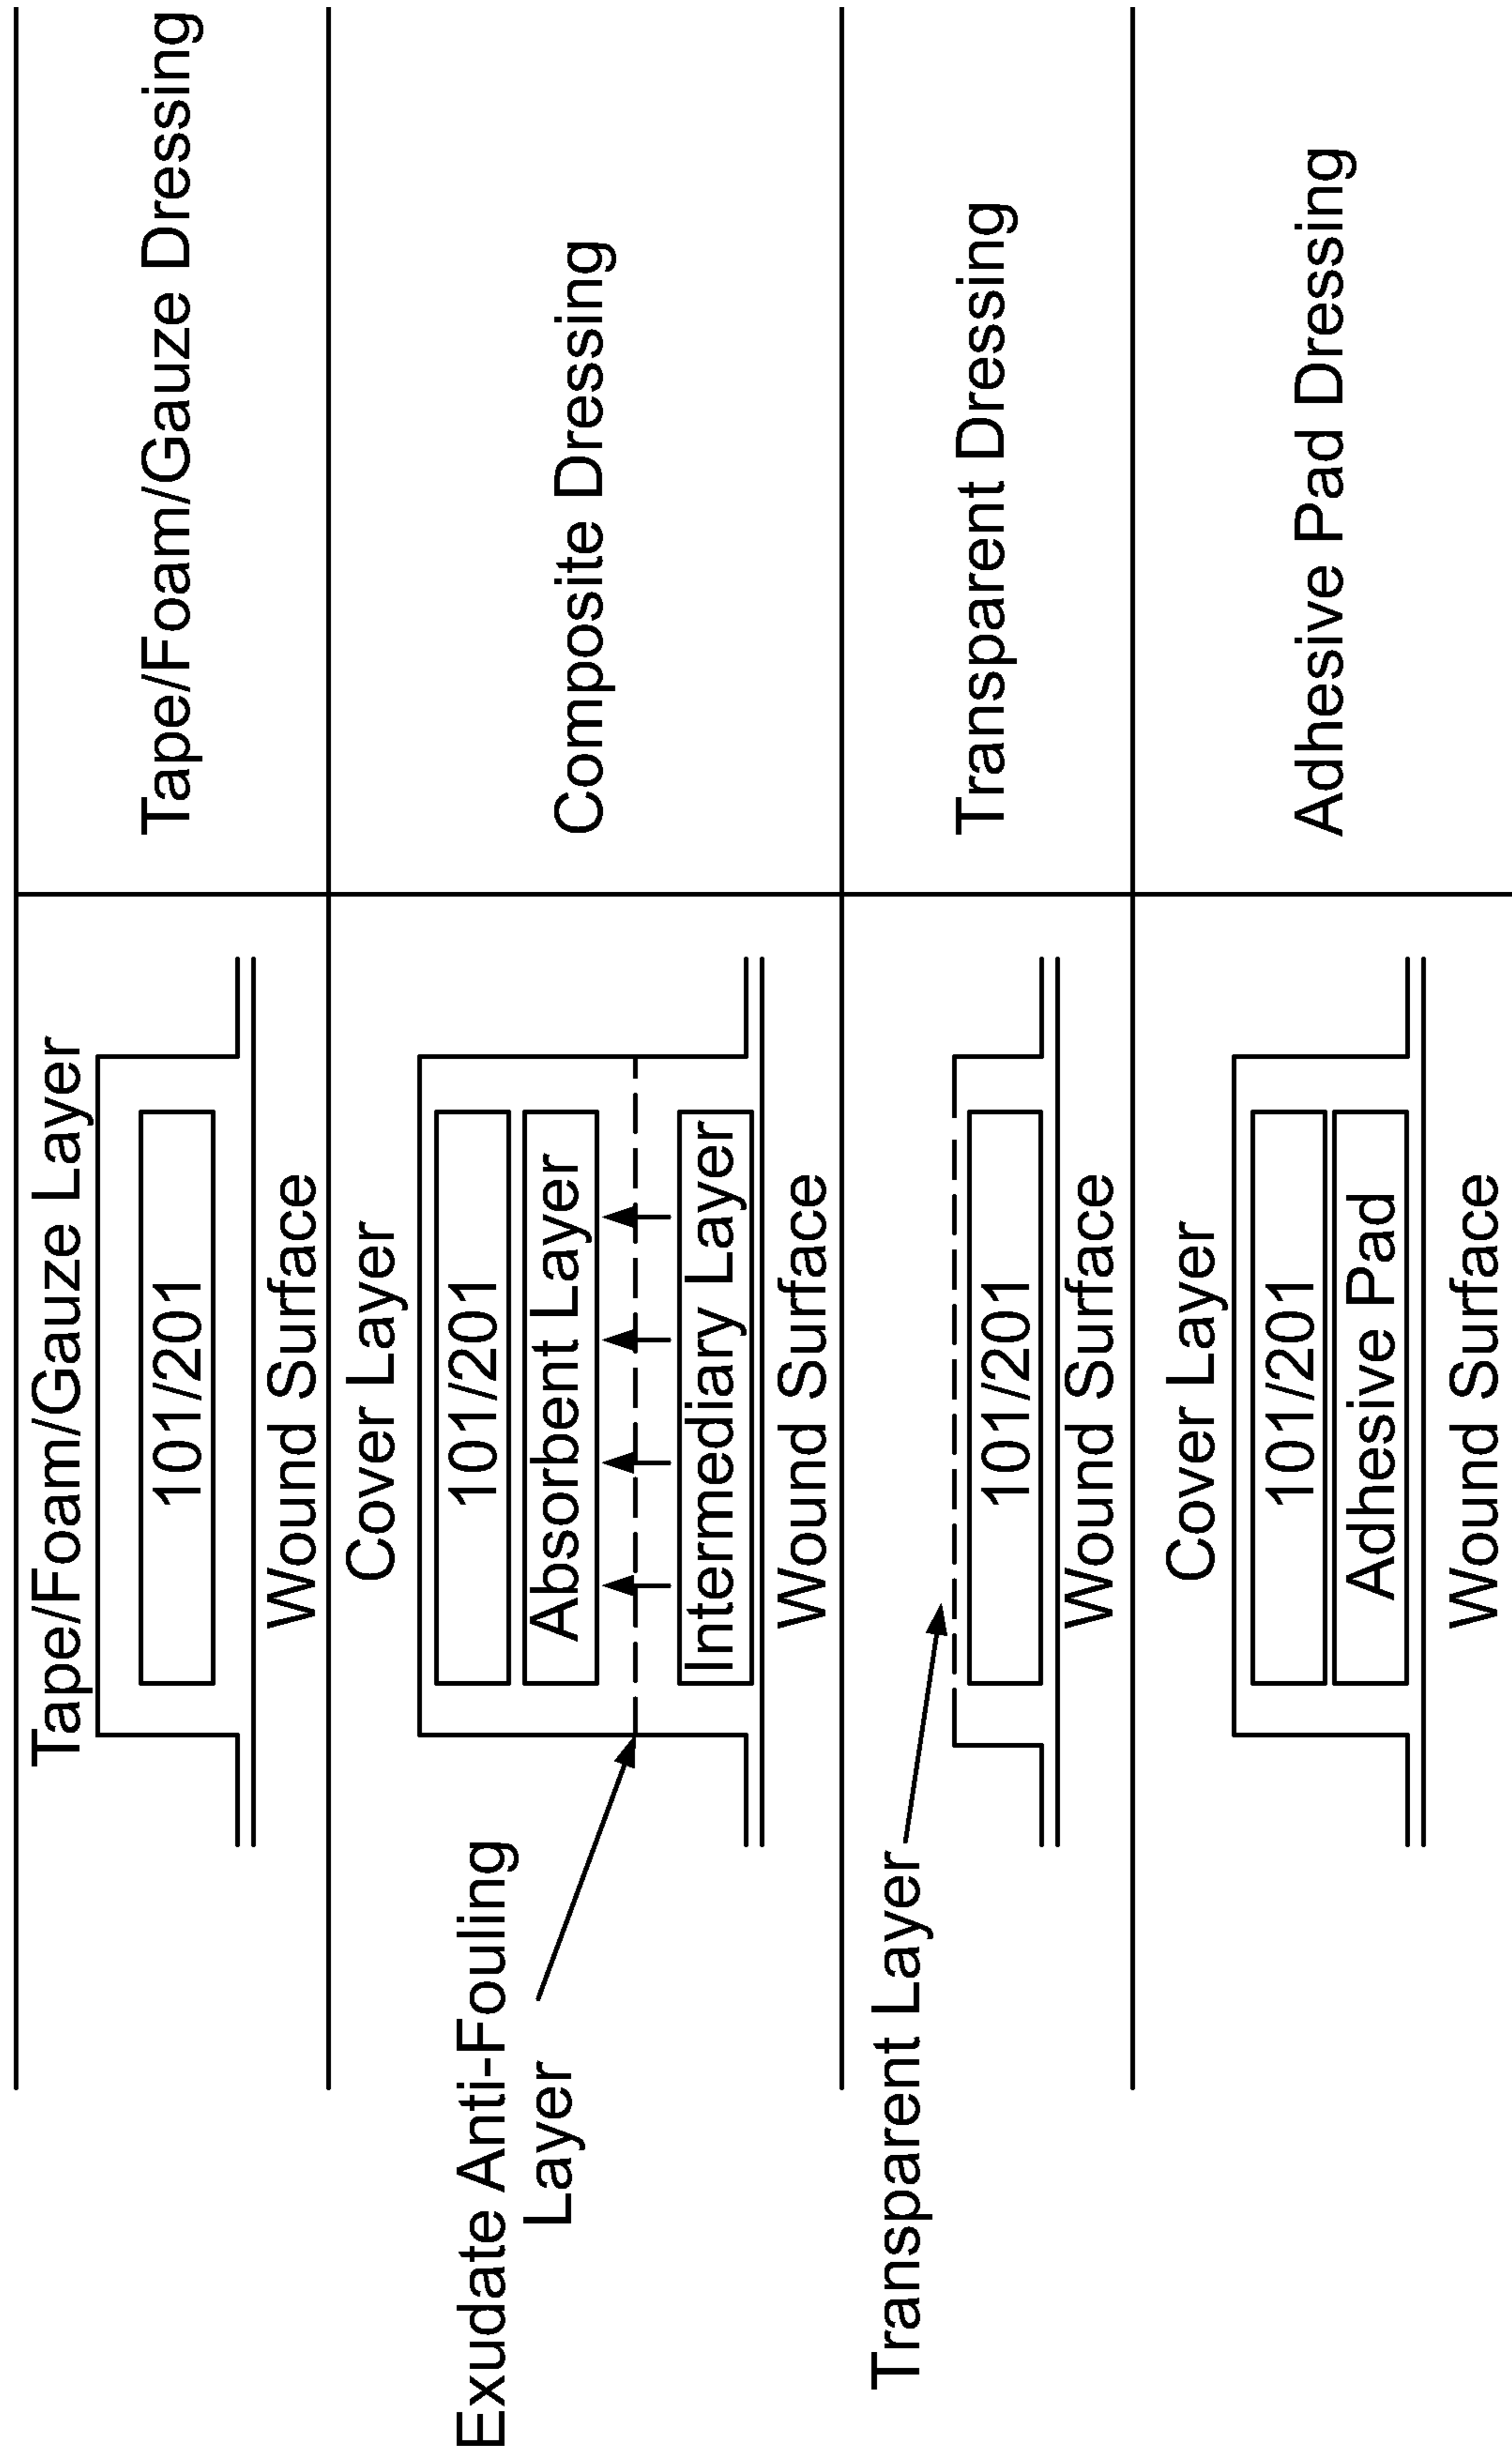 Tape/Foam/Gauze Layer
101/201
Wound Surface
Tape/Foam/Gauze Dressing
Cover Layer
101/201
Absorbent Layer
Exudate Anti-Fouling
Layer
Intermediary Layer
Wound Surface
Composite Dressing
Transparent Layer
101/201
Wound Surface
Transparent Dressing
Cover Layer
101/201
Adhesive Pad
Wound Surface
Adhesive Pad Dressing